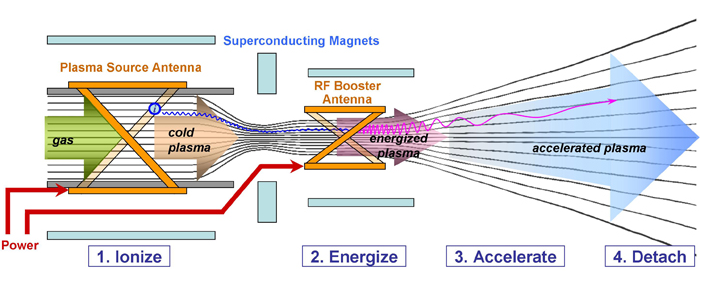 Superconducting Magnets
Plasma Source Antenna
RF Booster
Antenna
gas
cold
plasma
energized
plasma
accelerated plasma
Power
1. Ionize
2. Energize
3. Accelerate
4. Detach